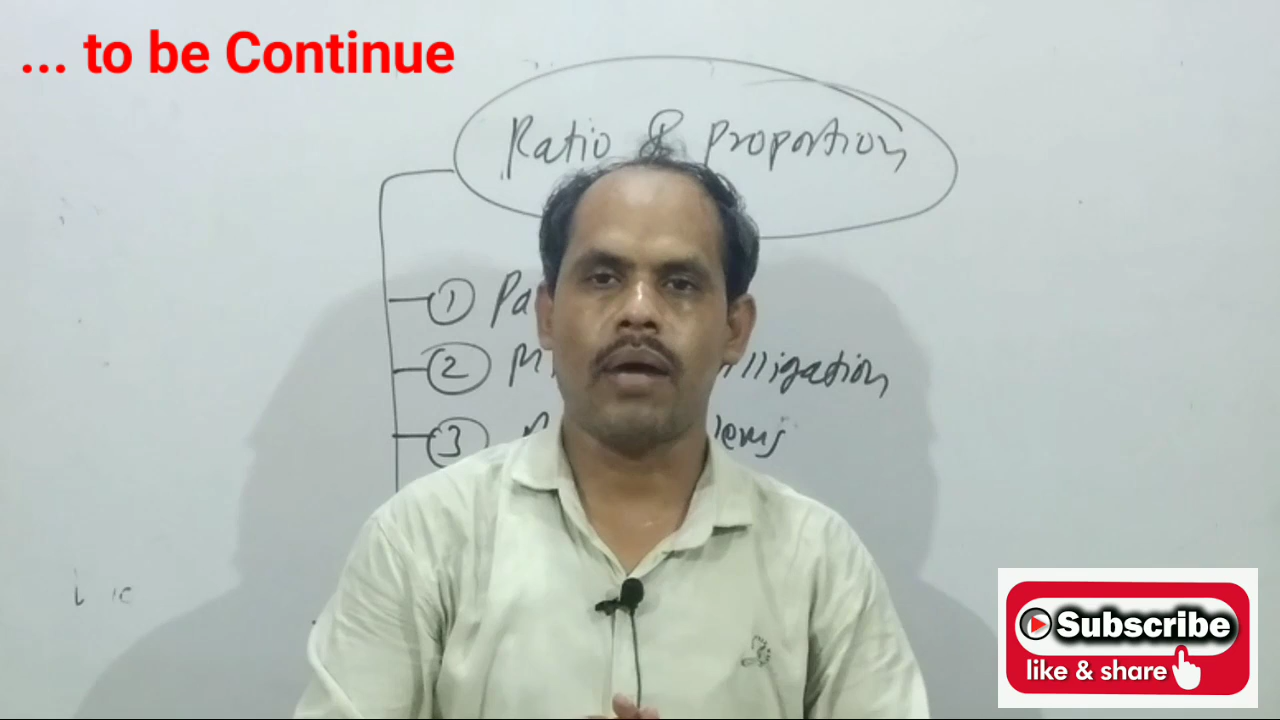 ... to be Continue
Ratio & proportion
1 Pa
2 M lligation
3 lems
Subscribe
like & share